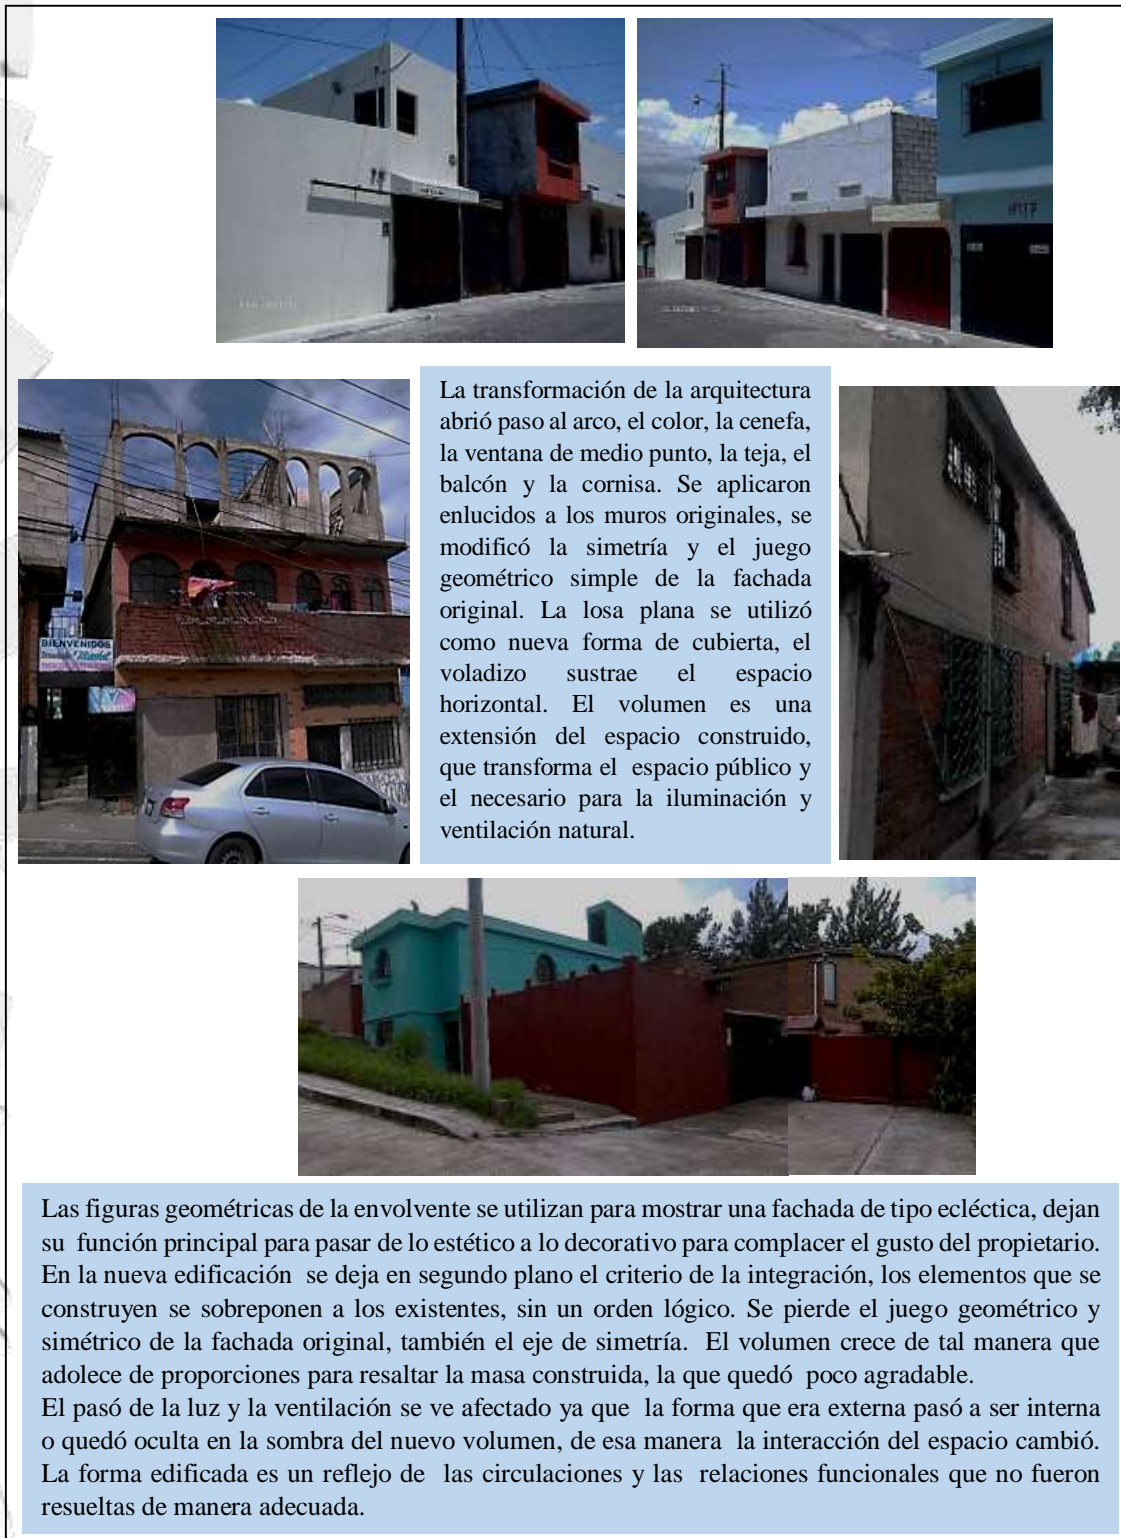 La transformación de la arquitectura
abrió paso al arco, el color, la cenefa,
la ventana de medio punto, la teja, el
balcón y la cornisa. Se aplicaron
enlucidos a los muros originales, se
modificó la simetría y el juego
geométrico simple de la fachada
original. La losa plana se utilizó
como nueva forma de cubierta, el
voladizo sustrae el espacio
horizontal. El volumen es una
extensión del espacio construido,
que transforma el espacio público y
el necesario para la iluminación y
ventilación natural.
BIENVENIDOS
Las figuras geométricas de la envolvente se utilizan para mostrar una fachada de tipo ecléctica, dejan
su función principal para pasar de lo estético a lo decorativo para complacer el gusto del propietario.
En la nueva edificación se deja en segundo plano el criterio de la integración, los elementos que se
construyen se sobreponen a los existentes, sin un orden lógico. Se pierde el juego geométrico y
simétrico de la fachada original, también el eje de simetría. El volumen crece de tal manera que
adolece de proporciones para resaltar la masa construida, la que quedó poco agradable.
El pasó de la luz y la ventilación se ve afectado ya que la forma que era externa pasó a ser interna
o quedó oculta en la sombra del nuevo volumen, de esa manera la interacción del espacio cambió.
La forma edificada es un reflejo de las circulaciones y las relaciones funcionales que no fueron
resueltas de manera adecuada.